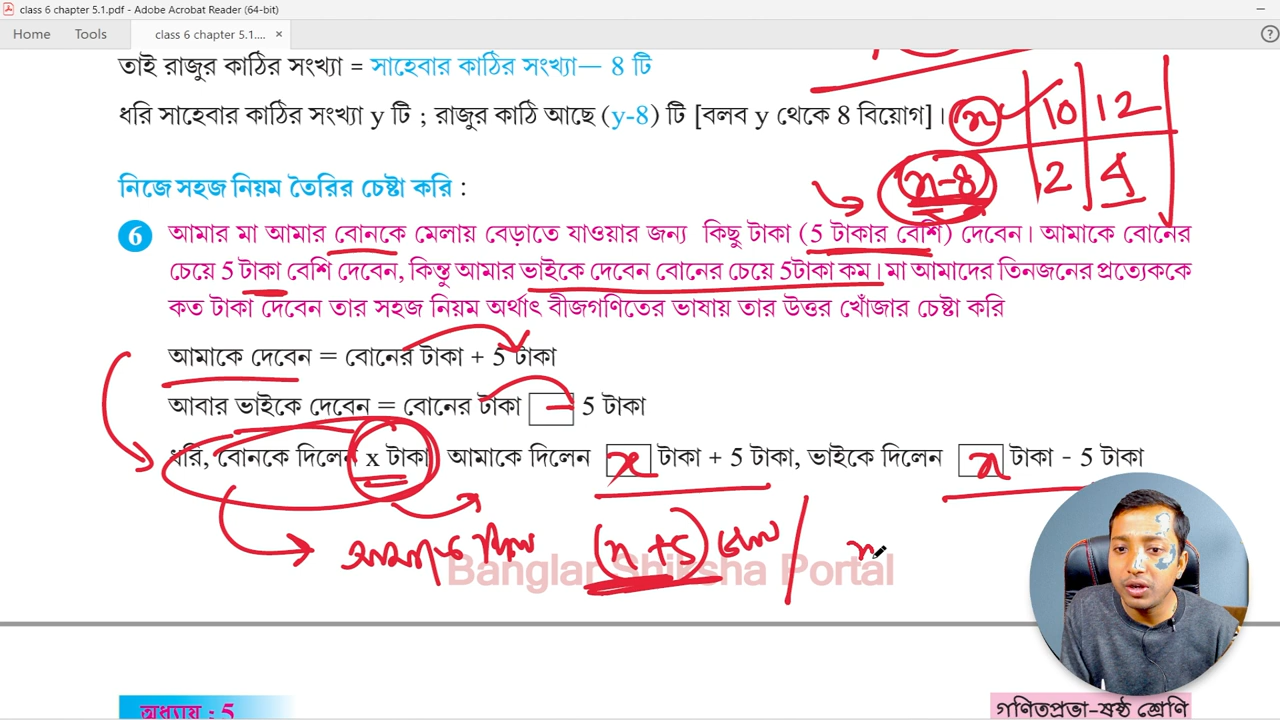 class 6 chapter 5.1.pdf - Adobe Acrobat Reader (64-bit)
Home Tools class 6 chapter 5.1.... ×
তাই রাজুর কাঠির সংখ্যা = সাহেবার কাঠির সংখ্যা— 8 টি
ধরি সাহেবার কাঠির সংখ্যা y টি ; রাজুর কাঠি আছে (y-8) টি [বলব y থেকে 8 বিয়োগ]।
x 10 12
x-8 2 4
নিজে সহজ নিয়ম তৈরির চেষ্টা করি :
6 আমার মা আমার বোনকে মেলায় বেড়াতে যাওয়ার জন্য কিছু টাকা (5 টাকার বেশি) দেবেন। আমাকে বোনের
চেয়ে 5 টাকা বেশি দেবেন, কিন্তু আমার ভাইকে দেবেন বোনের চেয়ে 5টাকা কম। মা আমাদের তিনজনের প্রত্যেককে
কত টাকা দেবেন তার সহজ নিয়ম অর্থাৎ বীজগণিতের ভাষায় তার উত্তর খোঁজার চেষ্টা করি
আমাকে দেবেন = বোনের টাকা + 5 টাকা
আবার ভাইকে দেবেন = বোনের টাকা − 5 টাকা
ধরি, বোনকে দিলেন x টাকা আমাকে দিলেন x টাকা + 5 টাকা, ভাইকে দিলেন x টাকা - 5 টাকা
(x+5) x
Banglar Shiksha Portal
অধ্যায় : 5 গণিতপ্রভা-ষষ্ঠ শ্রেণি